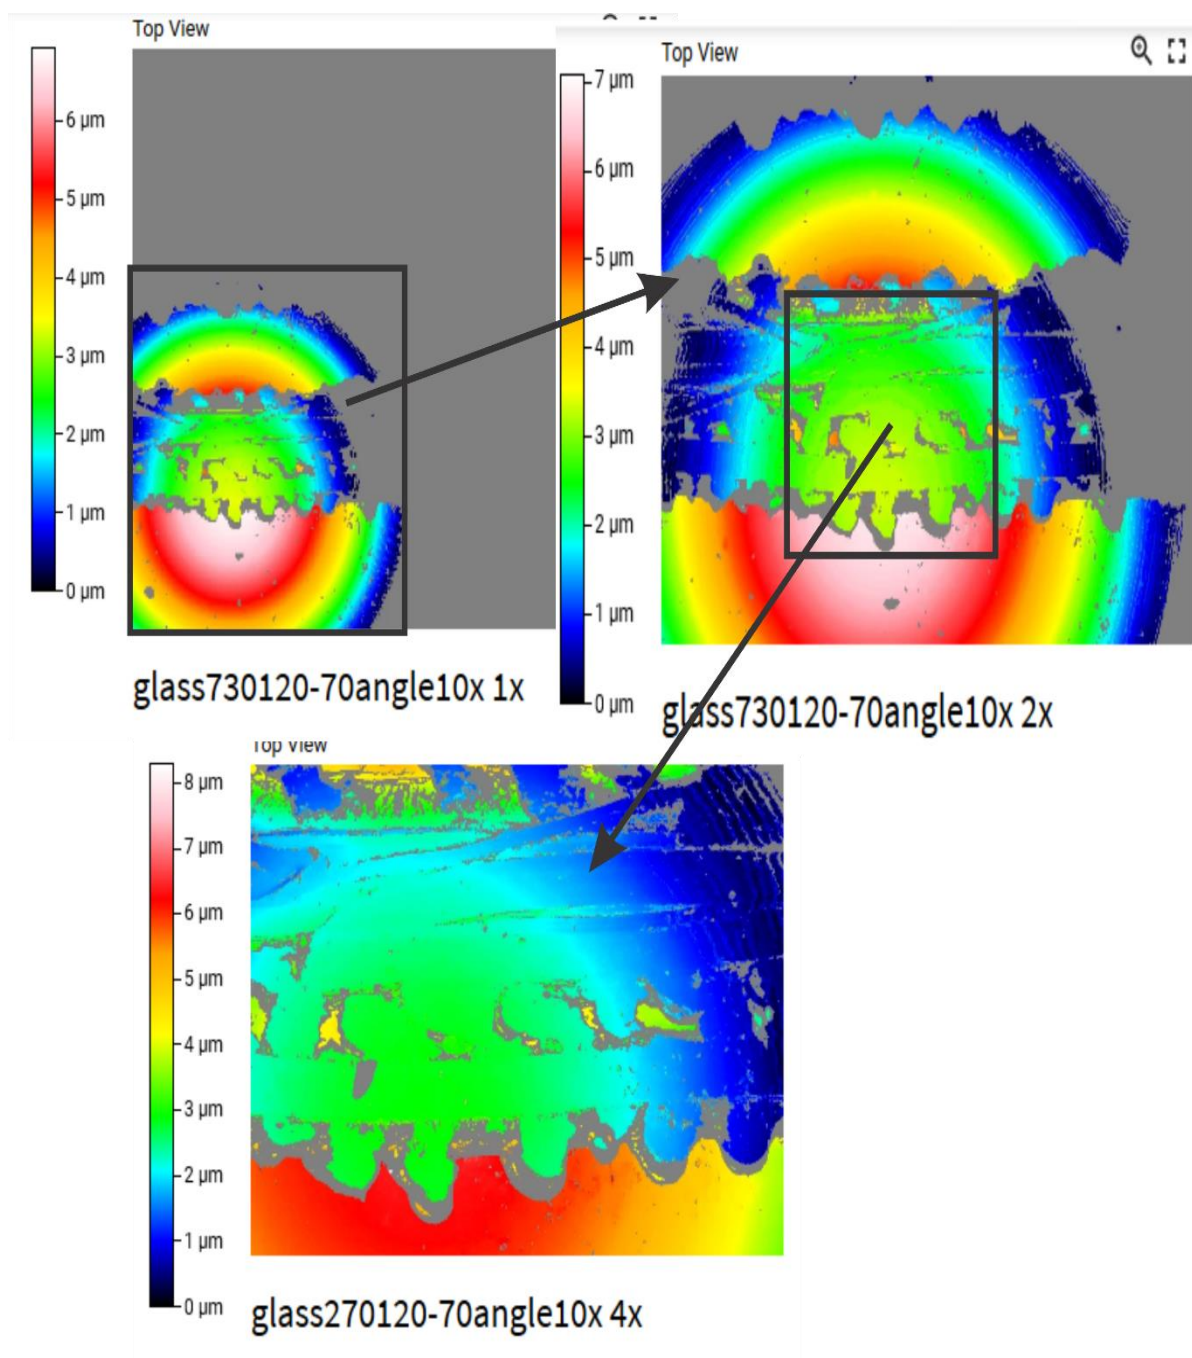 Top View
6 µm
5 µm
4 µm
3 µm
2 µm
1 µm
0 µm
glass730120-70angle10x 1x
Top View
7 µm
6 µm
5 µm
4 µm
3 µm
2 µm
1 µm
0 µm
glass730120-70angle10x 2x
Top View
8 µm
7 µm
6 µm
5 µm
4 µm
3 µm
2 µm
1 µm
0 µm
glass270120-70angle10x 4x